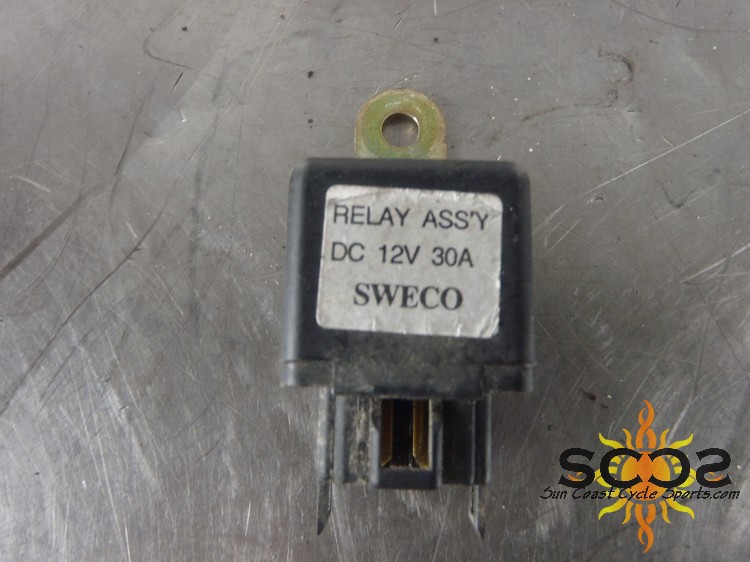 RELAY ASS'Y
DC 12V 30A
SWECO
SCCS
Sun Coast Cycle Sports.com